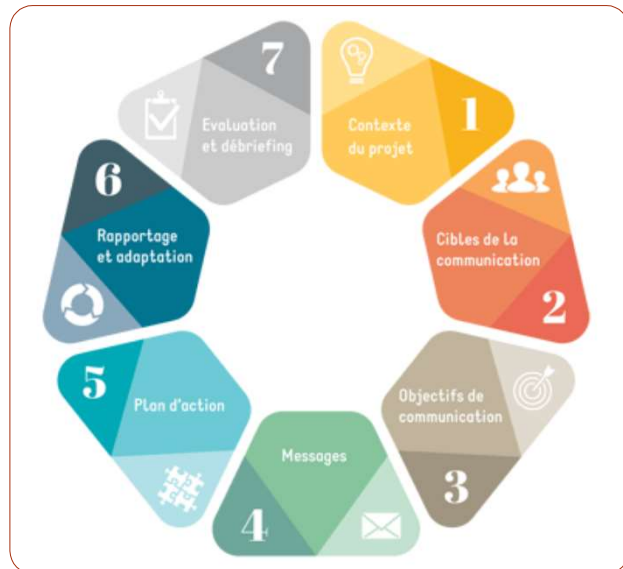 1
Contexte
du projet
2
Cibles de la
communication
3
Objectifs de
communication
4
Messages
5
Plan d'action
6
Rapportage
et adaptation
7
Evaluation
et débriefing